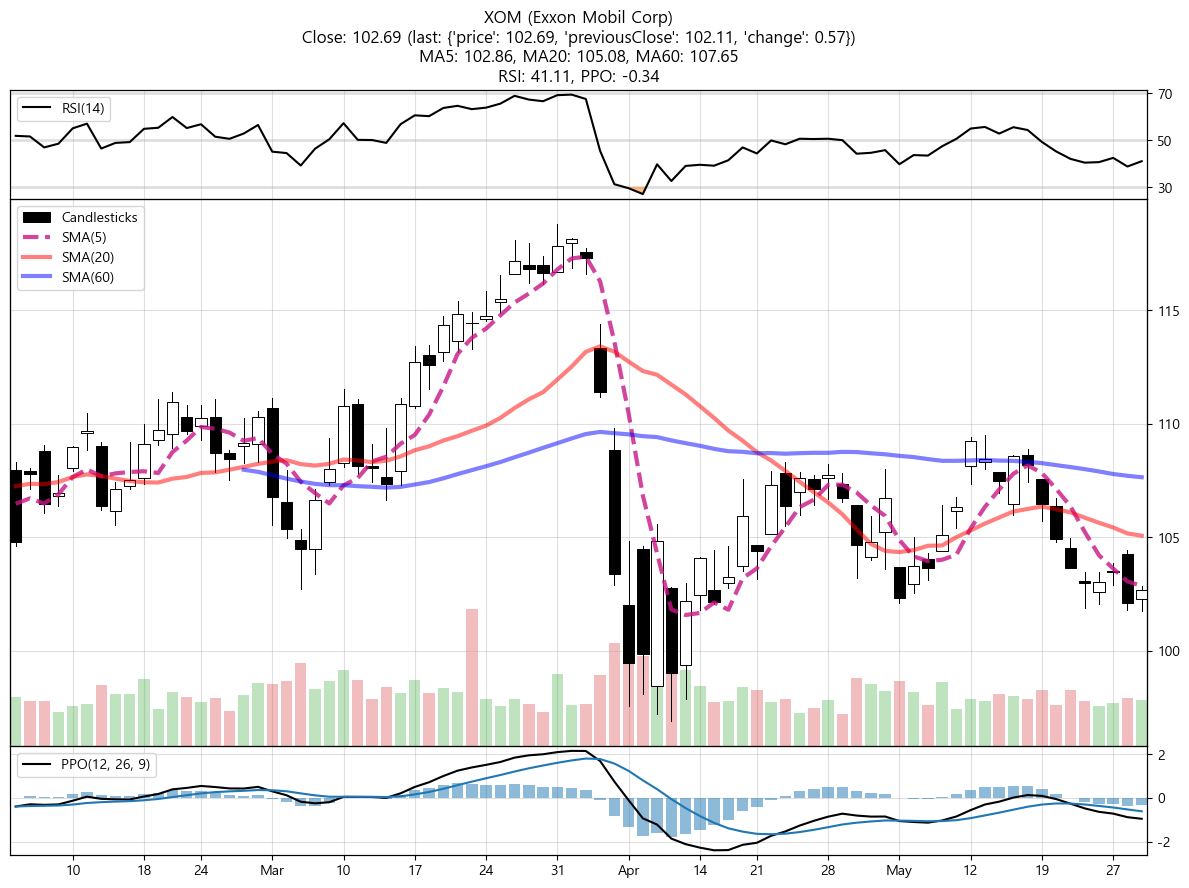 XOM (Exxon Mobil Corp)
Close: 102.69 (last: {'price': 102.69, 'previousClose': 102.11, 'change': 0.57})
MA5: 102.86, MA20: 105.08, MA60: 107.65
RSI: 41.11, PPO: -0.34
RSI(14)
70
50
30
Candlesticks
SMA(5)
SMA(20)
SMA(60)
115
110
105
100
PPO(12, 26, 9)
2
0
-2
10 18 24 Mar 10 17 24 31 Apr 14 21 28 May 12 19 27